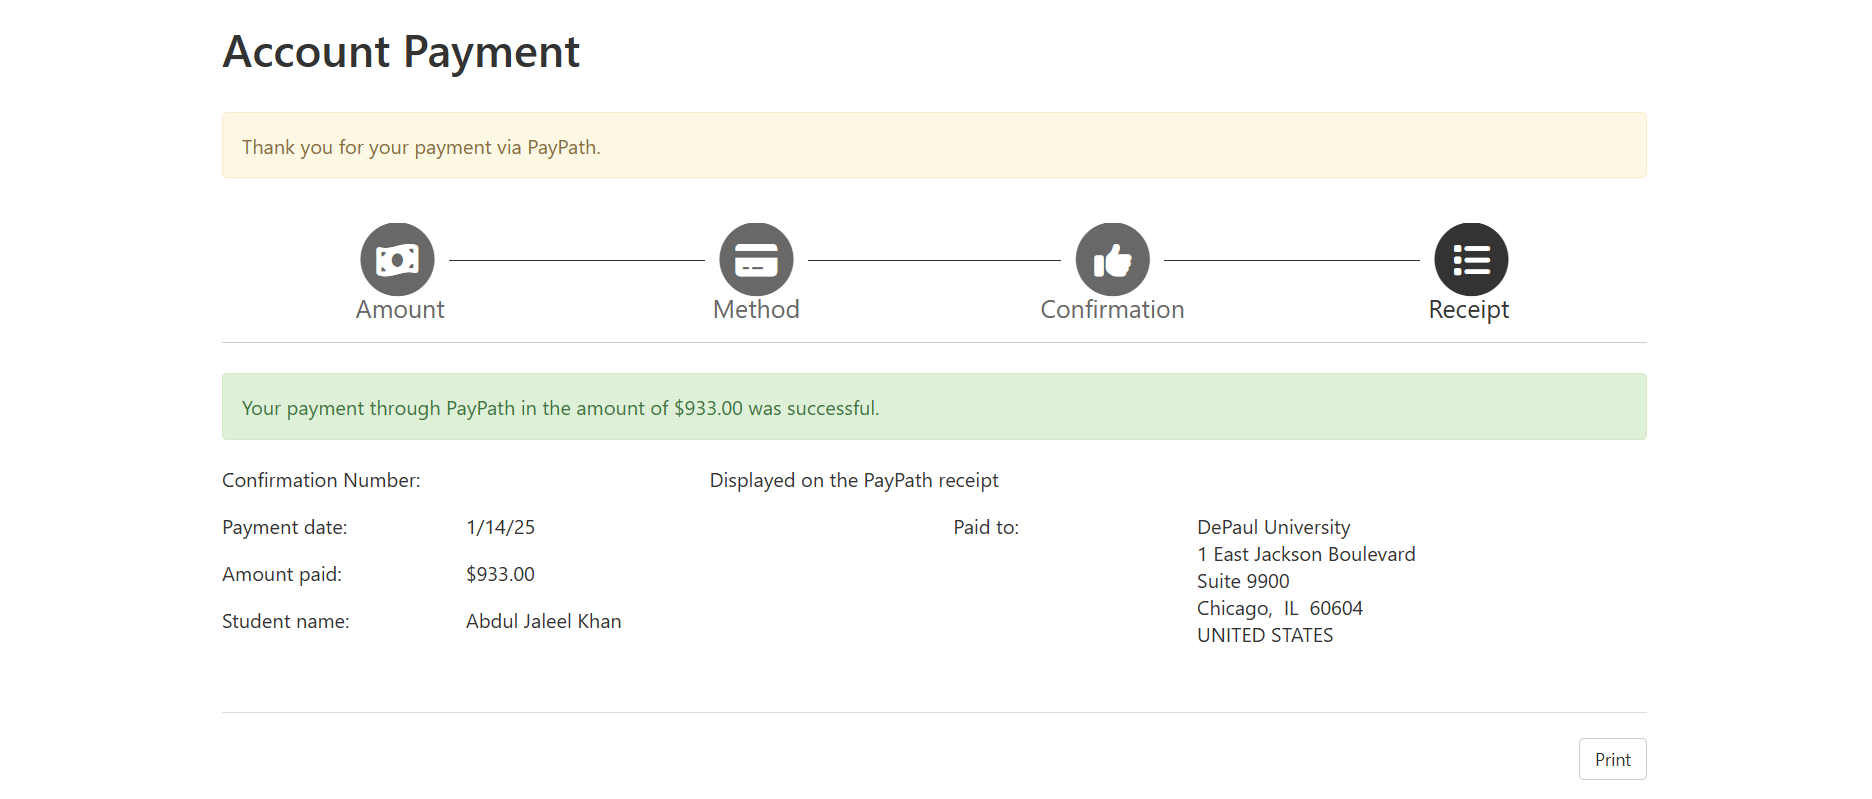 Account Payment
Thank you for your payment via PayPath.
Amount
Method
Confirmation
Receipt
Your payment through PayPath in the amount of $933.00 was successful.
Confirmation Number: Displayed on the PayPath receipt
Payment date: 1/14/25
Amount paid: $933.00
Student name: Abdul Jaleel Khan
Paid to: DePaul University
1 East Jackson Boulevard
Suite 9900
Chicago, IL 60604
UNITED STATES
Print